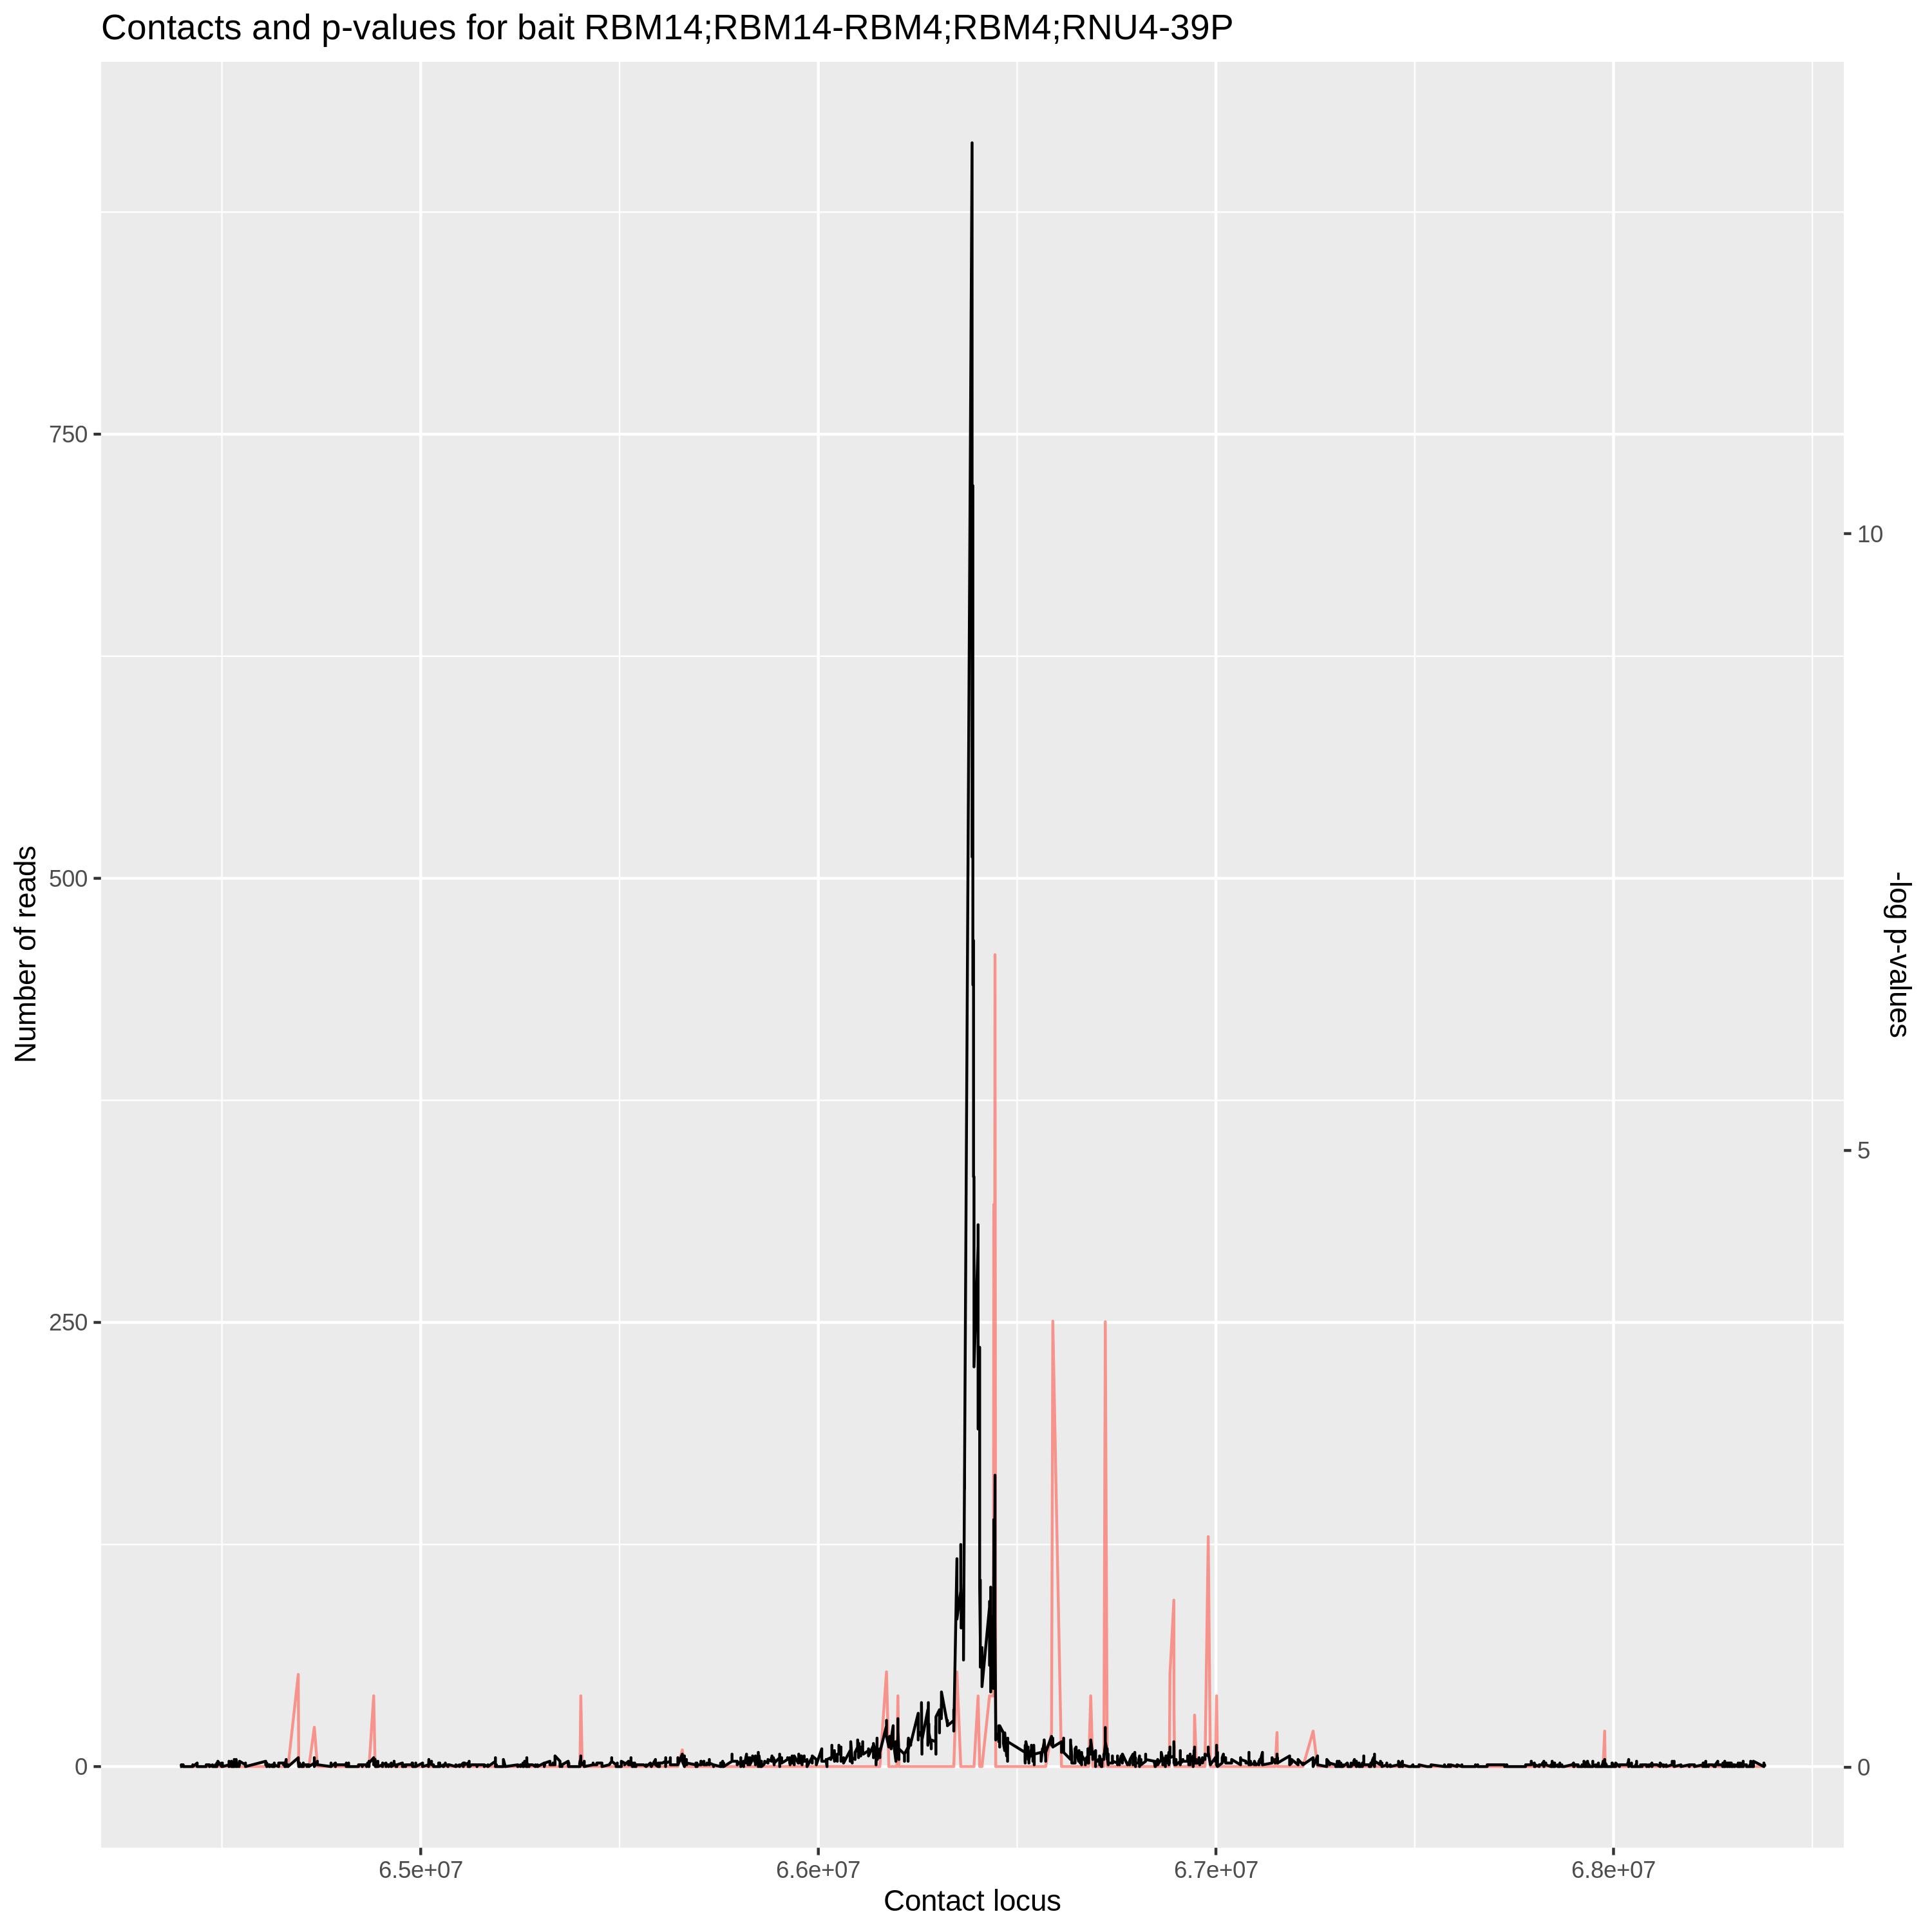 Contacts and p-values for bait RBM14;RBM14-RBM4;RBM4;RNU4-39P
750
500
250
0
Number of reads
10
5
0
-log p-values
6.5e+07
6.6e+07
6.7e+07
6.8e+07
Contact locus